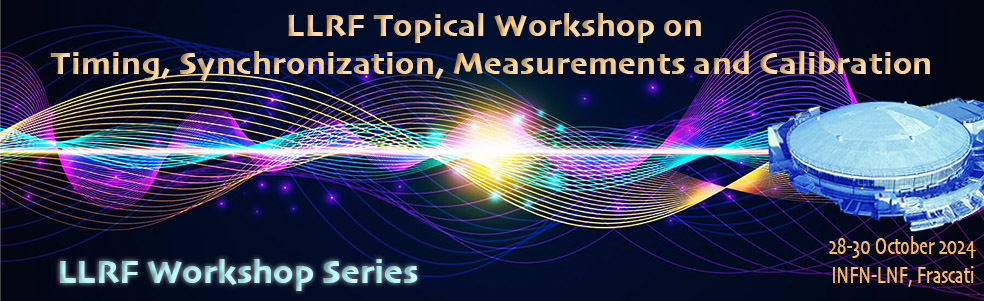 LLRF Topical Workshop on
Timing, Synchronization, Measurements and Calibration
28-30 October 2024
INFN-LNF, Frascati
LLRF Workshop Series